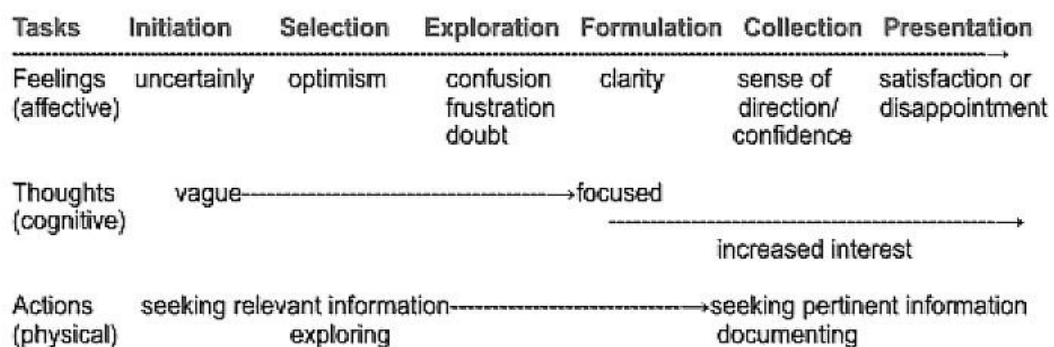 Tasks Initiation Selection Exploration Formulation Collection Presentation
Feelings uncertainly optimism confusion clarity sense of satisfaction or
(affective) frustration direction/ disappointment
doubt confidence
Thoughts vague focused
(cognitive)
increased interest
Actions seeking relevant information seeking pertinent information
(physical) exploring documenting